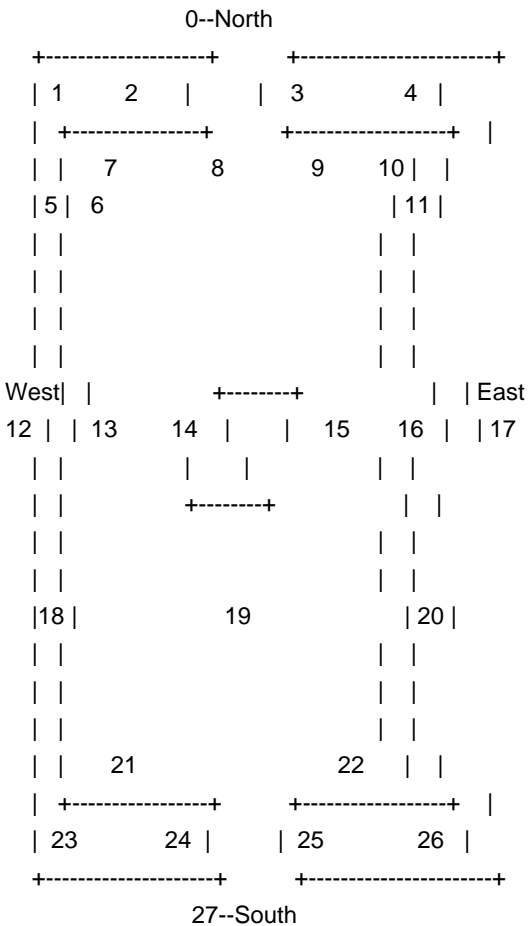 0--North
+--------------------+ +------------------------+
| 1 2 | | 3 4 |
| +----------------+ +--------------------+ |
| | 7 8 9 10 | |
| 5 | 6 | 11 |
| | | |
| | | |
| | | |
| | | |
West| | +--------+ | | East
12 | | 13 14 | | 15 16 | | 17
| | | | | |
| | +--------+ | |
| | | |
| | | |
|18 | 19 | 20 |
| | | |
| | | |
| | | |
| | 21 22 | |
| +-----------------+ +------------------+ |
| 23 24 | | 25 26 |
+---------------------+ +-----------------------+
27--South